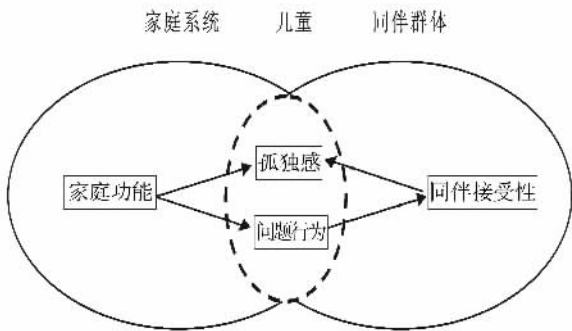 家庭系统 儿童 同伴群体
孤独感
家庭功能
同伴接受性
问题行为